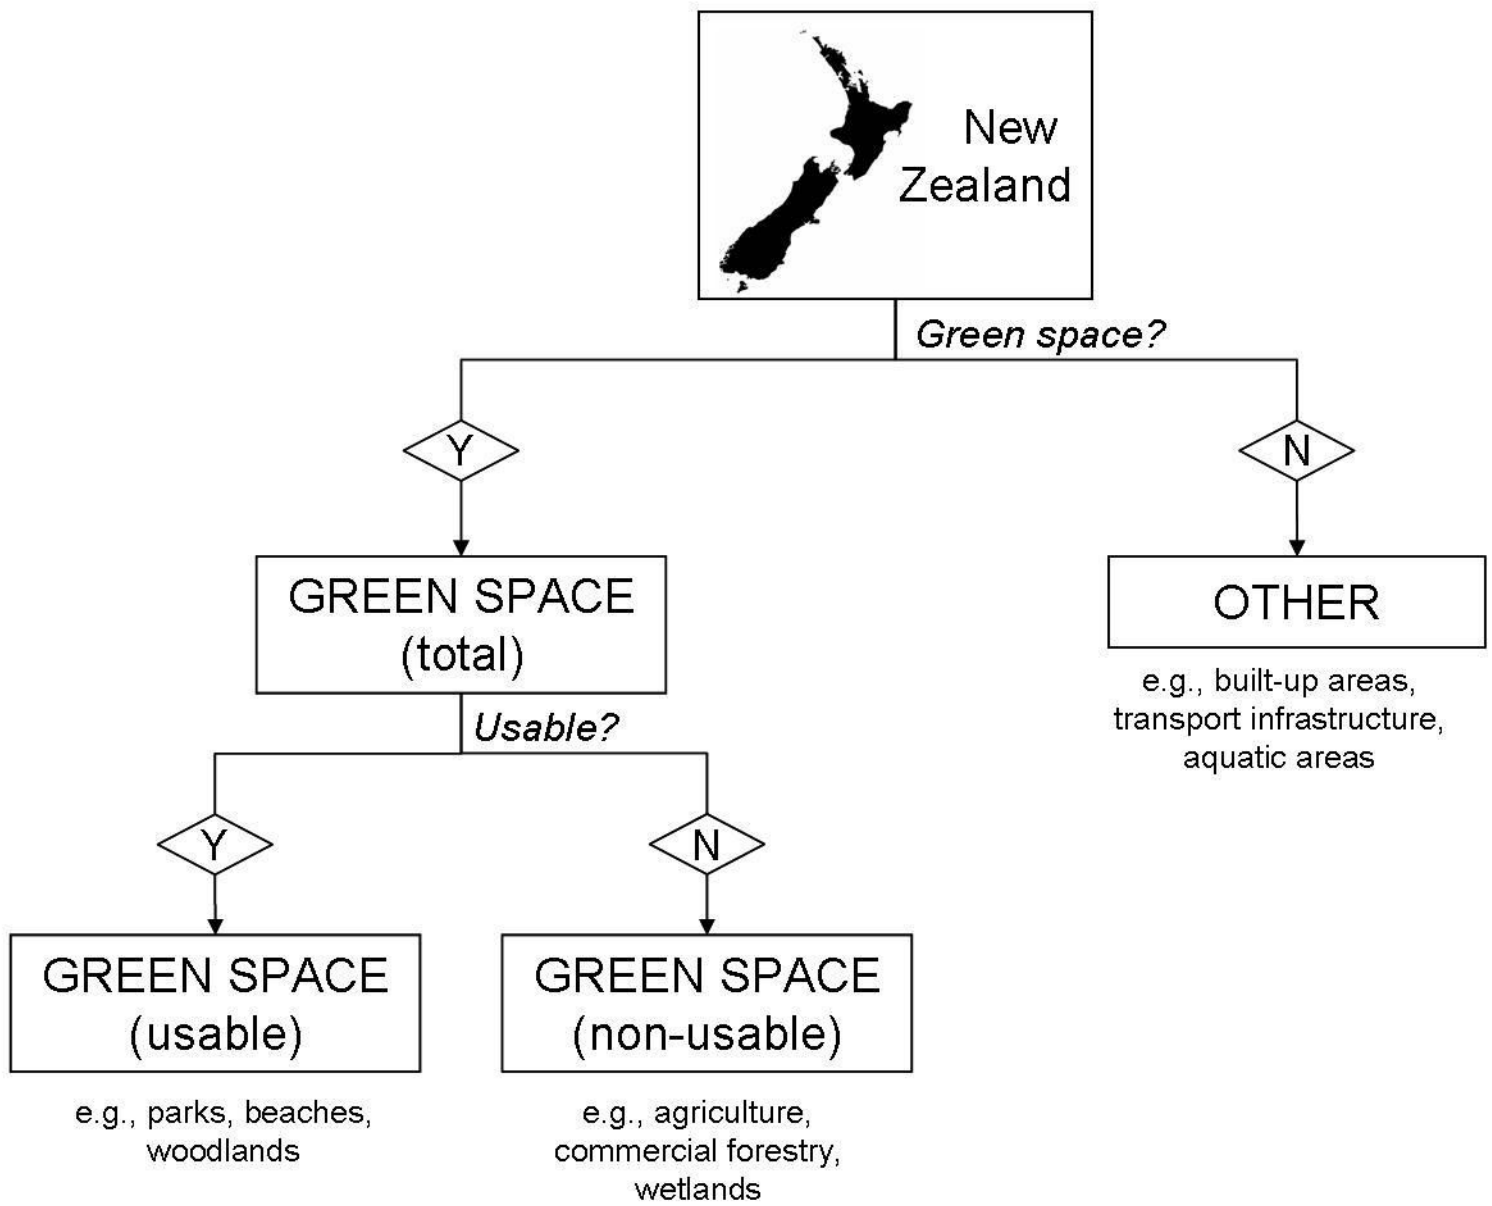 New
Zealand
Green space?
Y
N
GREEN SPACE
(total)
OTHER
e.g., built-up areas,
transport infrastructure,
aquatic areas
Usable?
Y
N
GREEN SPACE
(usable)
GREEN SPACE
(non-usable)
e.g., parks, beaches,
woodlands
e.g., agriculture,
commercial forestry,
wetlands